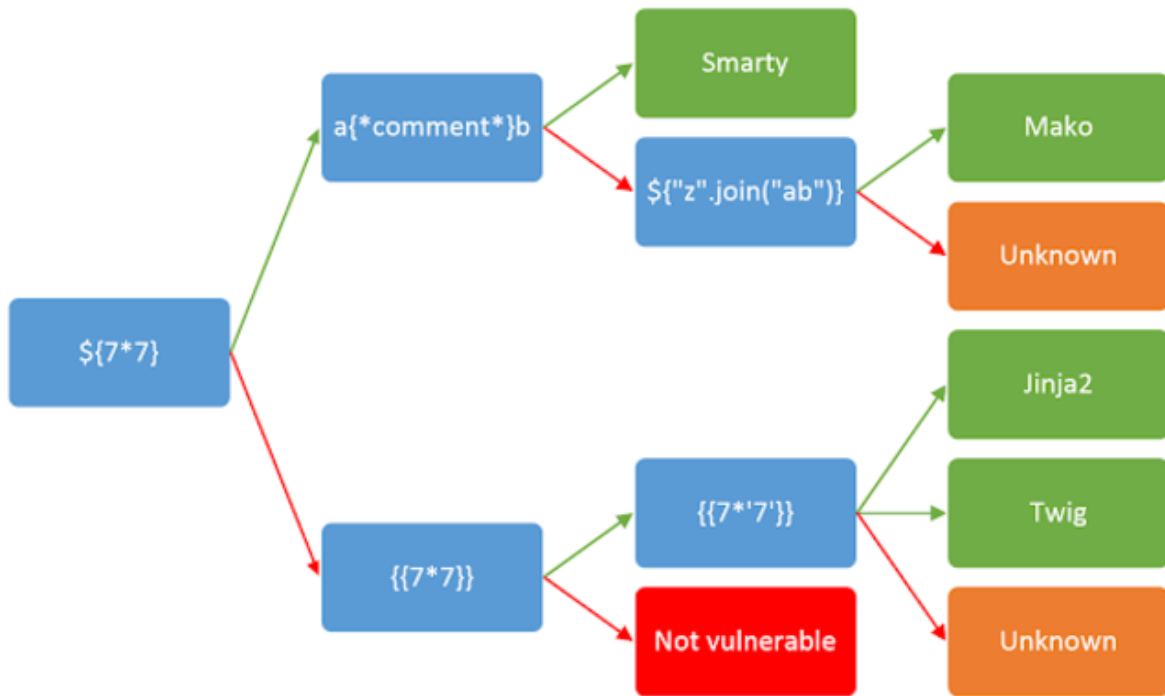 Smarty
a{*comment*}b
Mako
${"z".join("ab")}
Unknown
${7*7}
Jinja2
{{7*'7'}}
Twig
{{7*7}}
Not vulnerable
Unknown